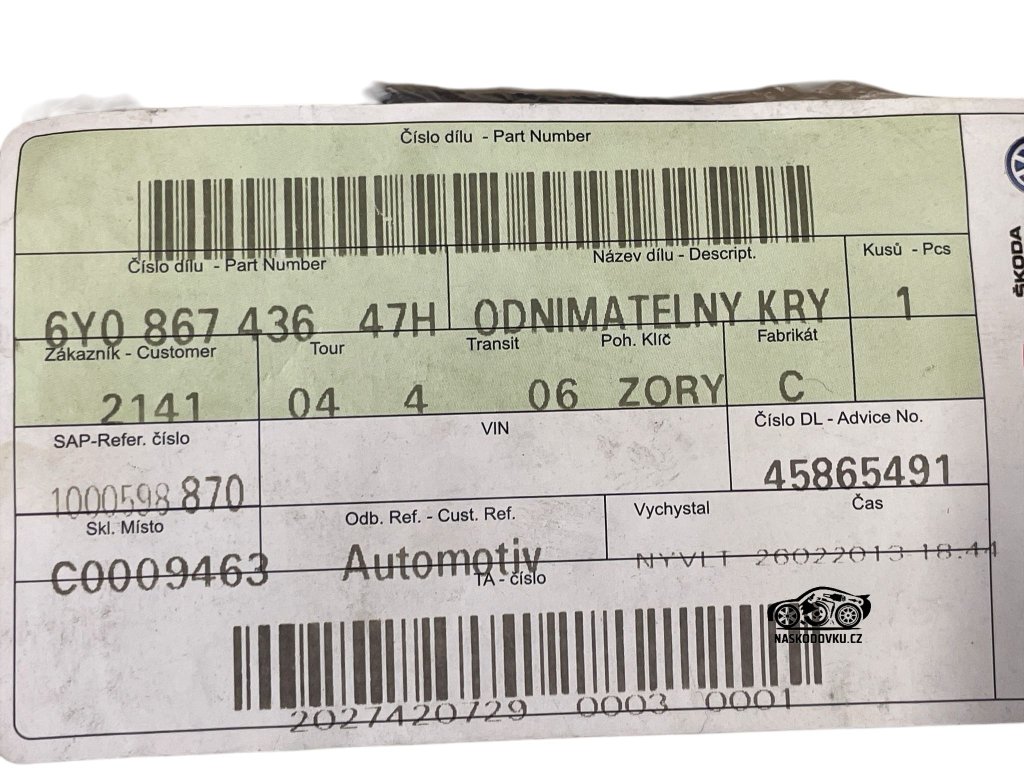 Číslo dílu - Part Number
Číslo dílu - Part Number
Název dílu - Descript.
Kusů - Pcs
6Y0 867 436 47H
ODNIMATELNY KRY
1
Zákazník - Customer
Tour
Transit
Poh. Klíč
Fabrikát
2141
04 4
06
ZORY
C
SAP-Refer. číslo
VIN
Číslo DL - Advice No.
1000598 870
45865491
Skl. Místo
Odb. Ref. - Cust. Ref.
Vychystal
Čas
C0009463
Automotiv
NYVLT 26022013 18.44
TA - číslo
2027420729 0003 0001
ŠKODA
NASKODOVKU.CZ